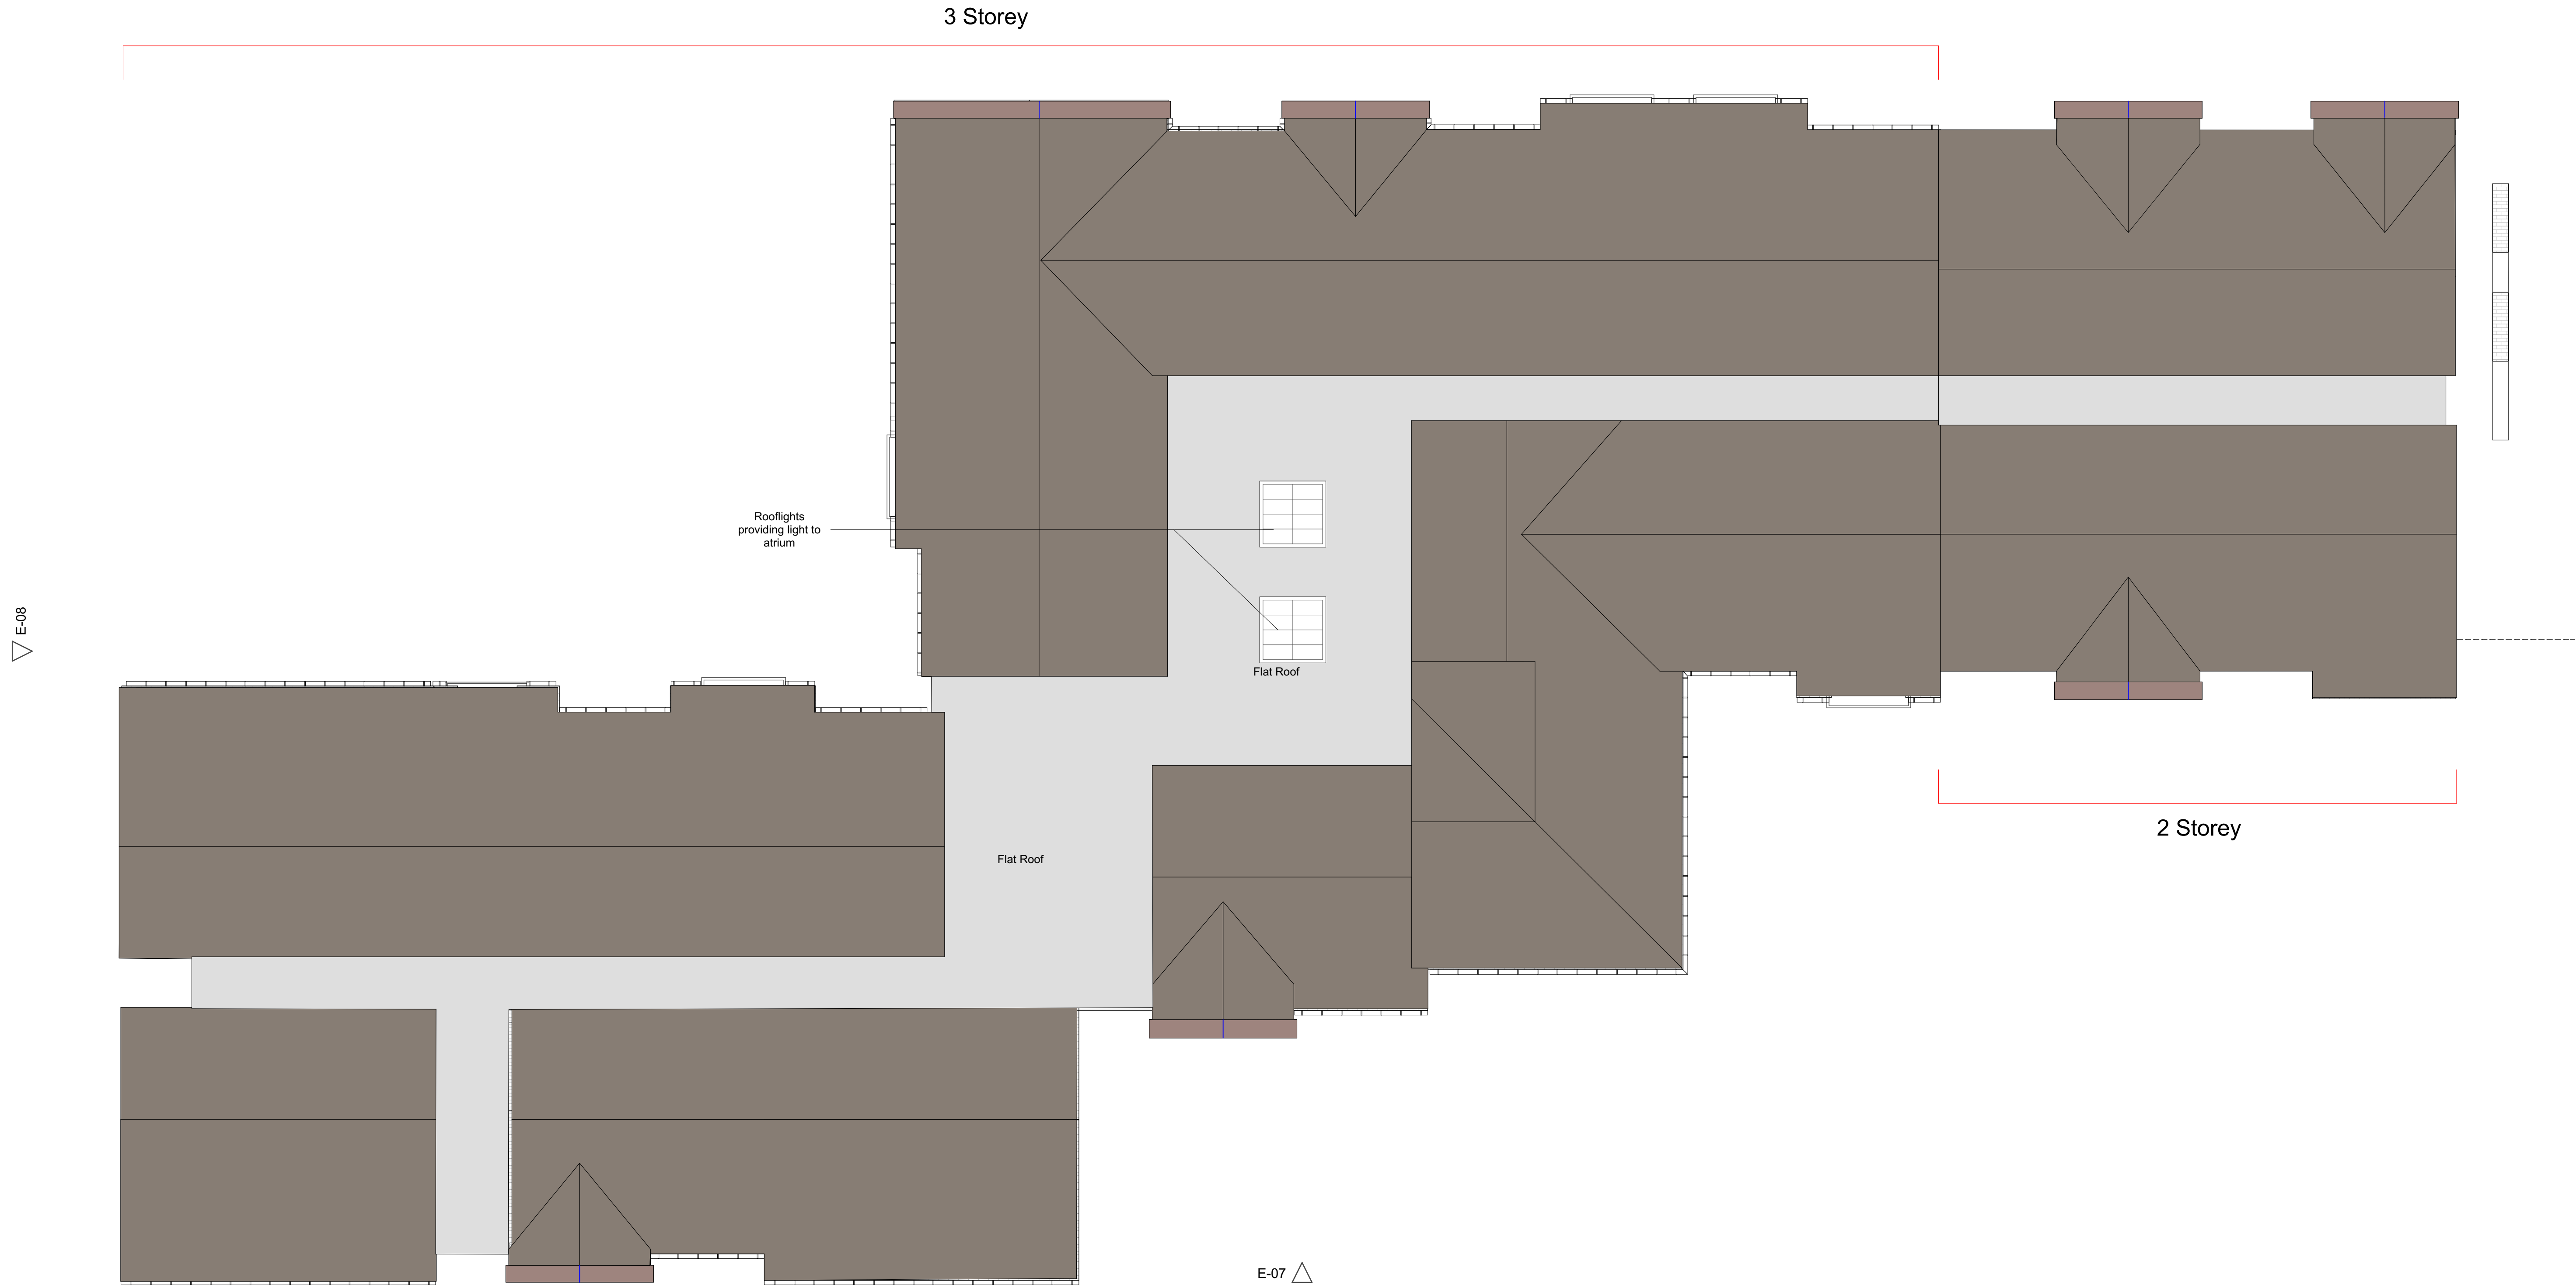 3 Storey
Rooflights
providing light to
atrium
E-08
Flat Roof
2 Storey
Flat Roof
E-07